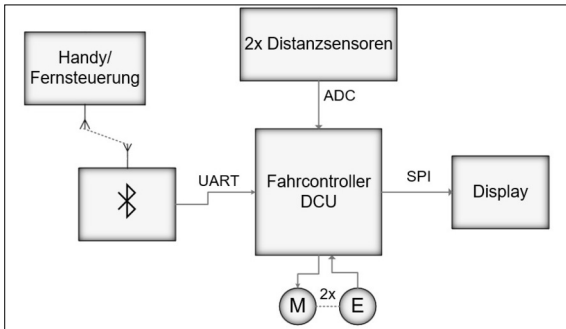 Handy/
Fernsteuerung
2x Distanzsensoren
ADC
UART
Fahrcontroller
DCU
SPI
Display
M
2x
E